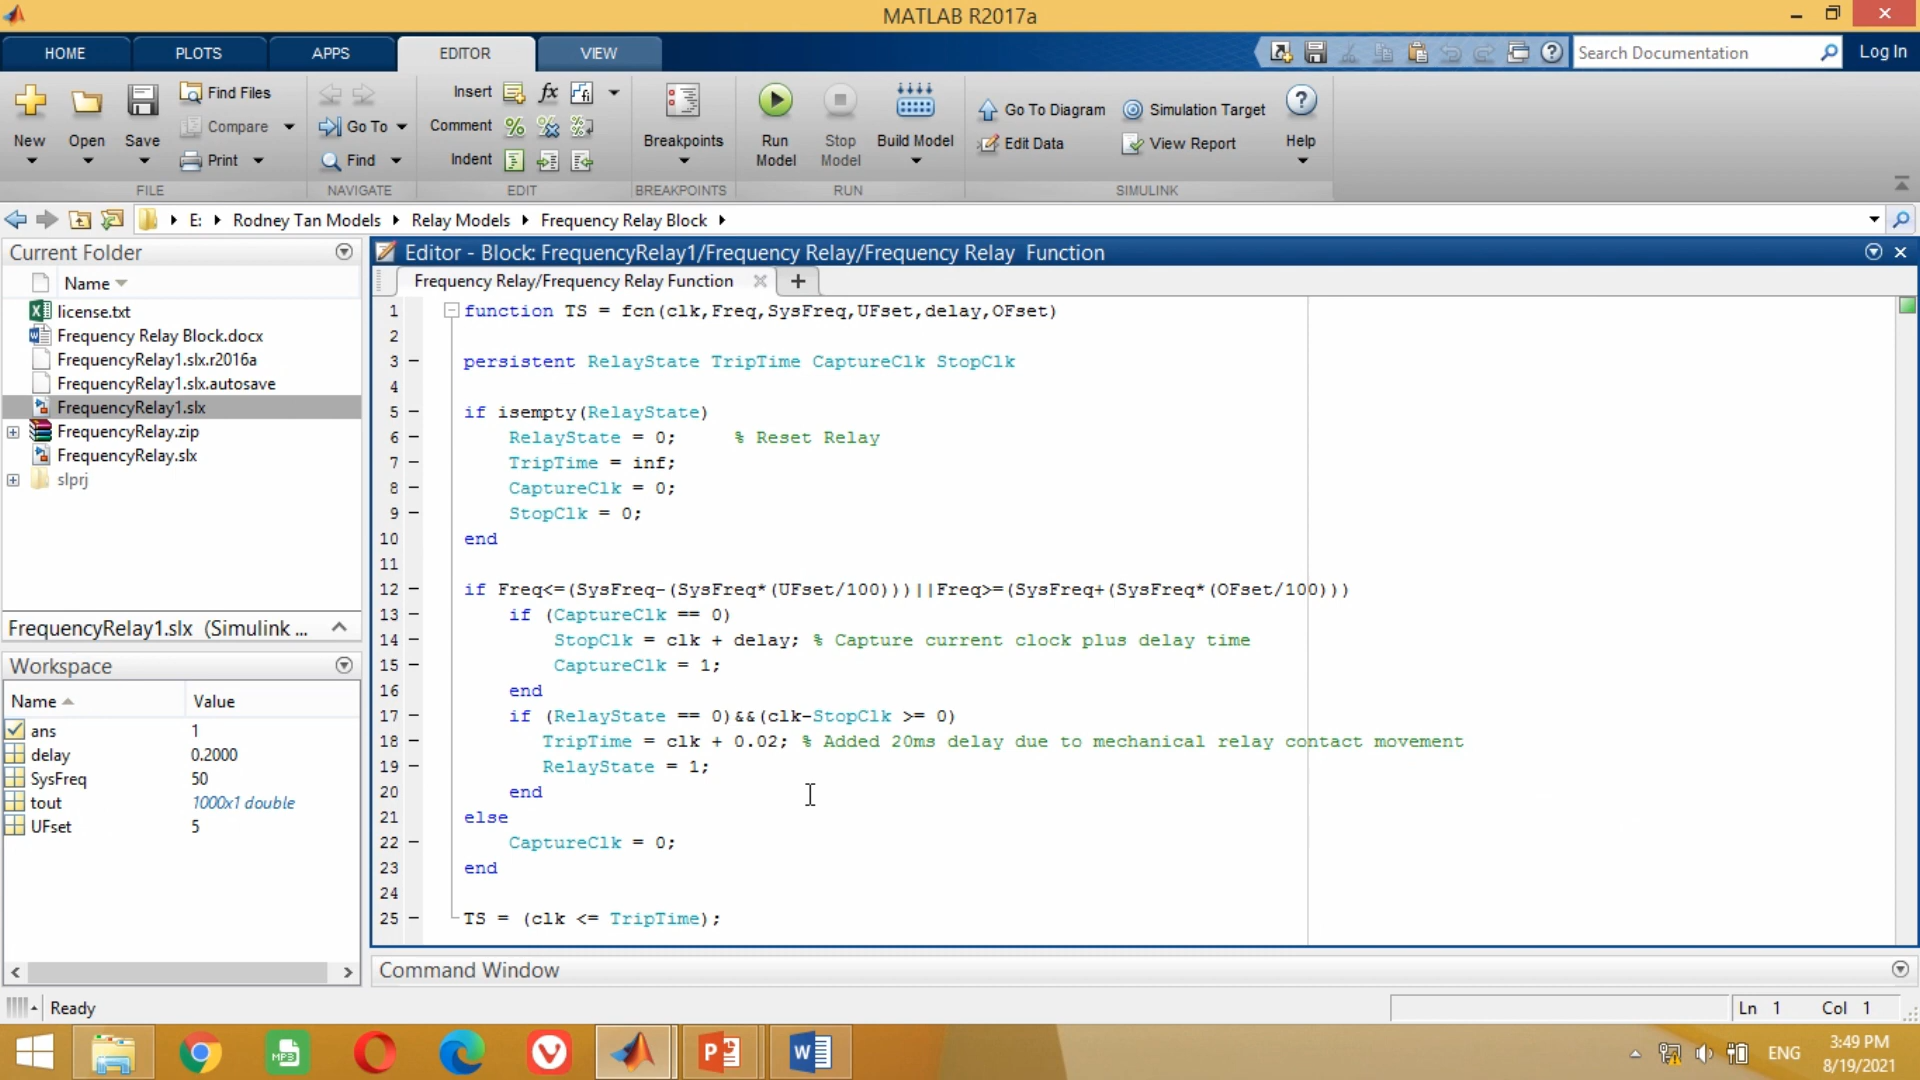 MATLAB R2017a
HOME PLOTS APPS EDITOR VIEW
Search Documentation
Log In
New
Open
Save
Find Files
Compare
Print
FILE
Go To
Find
NAVIGATE
Insert
Comment
Indent
EDIT
Breakpoints
BREAKPOINTS
Run Model
Stop Model
Build Model
RUN
Go To Diagram
Edit Data
Simulation Target
View Report
SIMULINK
Help
E: Rodney Tan Models Relay Models Frequency Relay Block
Current Folder
Name
license.txt
Frequency Relay Block.docx
FrequencyRelay1.slx.r2016a
FrequencyRelay1.slx.autosave
FrequencyRelay1.slx
FrequencyRelay.zip
FrequencyRelay.slx
slprj
FrequencyRelay1.slx (Simulink ...
Workspace
Name Value
ans 1
delay 0.2000
SysFreq 50
tout 1000x1 double
UFset 5
Editor - Block: FrequencyRelay1/Frequency Relay/Frequency Relay Function
Frequency Relay/Frequency Relay Function
1 function TS = fcn(clk,Freq,SysFreq,UFset,delay,OFset)
2
3 persistent RelayState TripTime CaptureClk StopClk
4
5 if isempty(RelayState)
6 RelayState = 0; % Reset Relay
7 TripTime = inf;
8 CaptureClk = 0;
9 StopClk = 0;
10 end
11
12 if Freq<=(SysFreq-(SysFreq*(UFset/100)))||Freq>=(SysFreq+(SysFreq*(OFset/100)))
13 if (CaptureClk == 0)
14 StopClk = clk + delay; % Capture current clock plus delay time
15 CaptureClk = 1;
16 end
17 if (RelayState == 0)&&(clk-StopClk >= 0)
18 TripTime = clk + 0.02; % Added 20ms delay due to mechanical relay contact movement
19 RelayState = 1;
20 end
21 else
22 CaptureClk = 0;
23 end
24
25 TS = (clk <= TripTime);
Command Window
Ready
Ln 1 Col 1
MP3
ENG
3:49 PM
8/19/2021